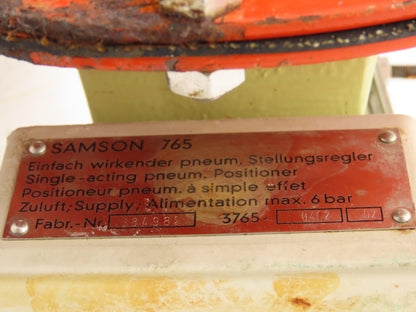 SAMSON 765
Einfach wirkender pneum. Stellungsregler
Single-acting pneum. Positioner
Positioneur pneum. à simple effet
Zuluft, Supply, Alimentation max. 6 bar
Fabr.-Nr. 3765-